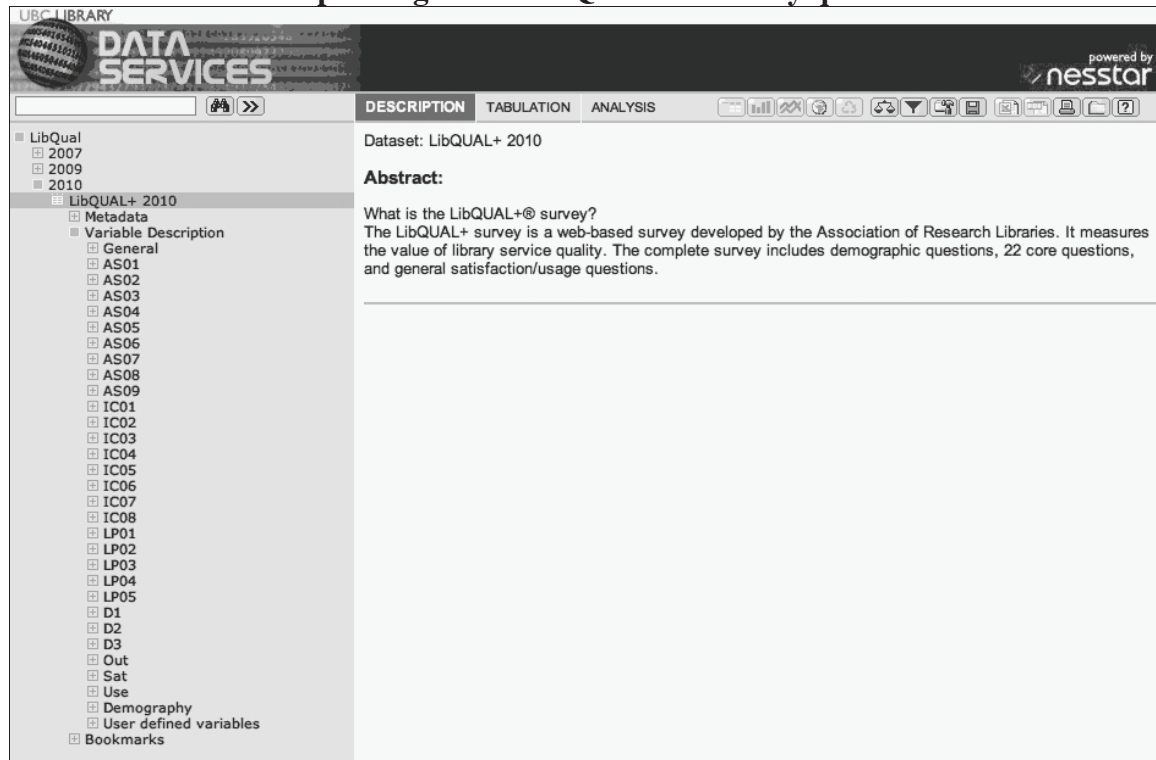 UBC LIBRARY
DATA
SERVICES
powered by
nesstar
DESCRIPTION TABULATION ANALYSIS
LibQual
2007
2009
2010
LibQUAL+ 2010
Metadata
Variable Description
General
AS01
AS02
AS03
AS04
AS05
AS06
AS07
AS08
AS09
IC01
IC02
IC03
IC04
IC05
IC06
IC07
IC08
LP01
LP02
LP03
LP04
LP05
D1
D2
D3
Out
Sat
Use
Demography
User defined variables
Bookmarks
Dataset: LibQUAL+ 2010
Abstract:
What is the LibQUAL+® survey?
The LibQUAL+ survey is a web-based survey developed by the Association of Research Libraries. It measures
the value of library service quality. The complete survey includes demographic questions, 22 core questions,
and general satisfaction/usage questions.